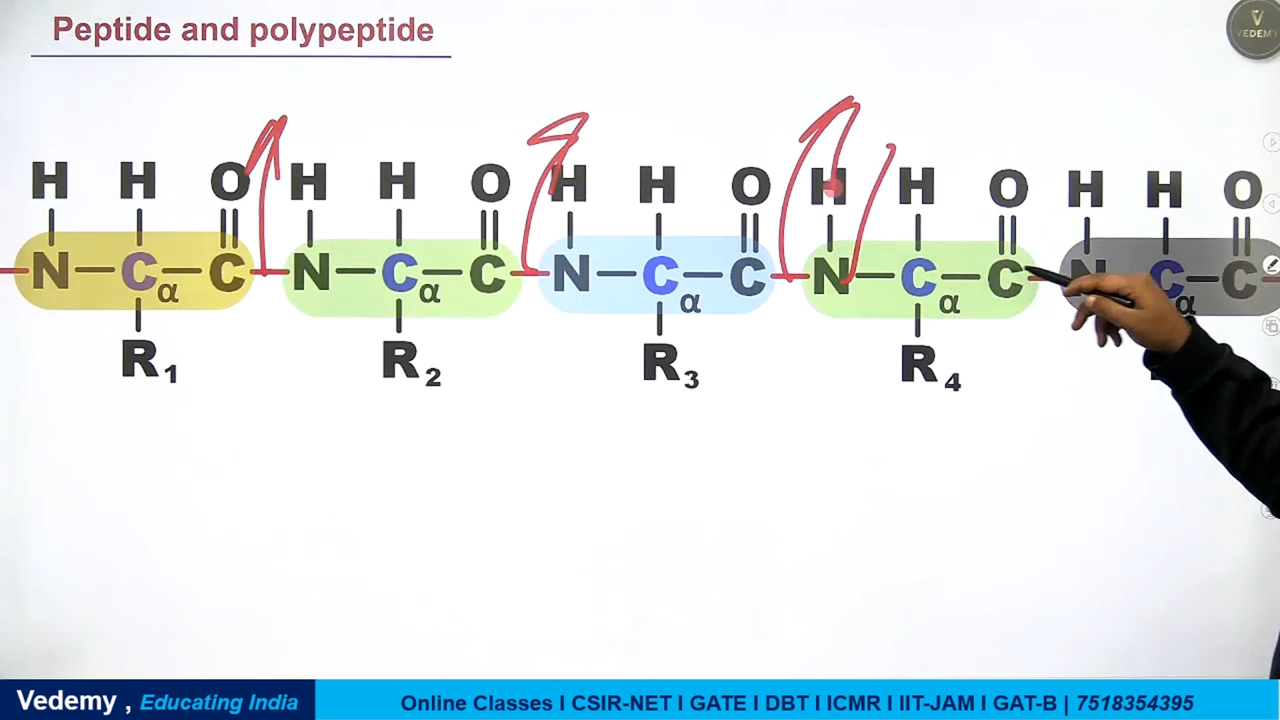 Peptide and polypeptide
VEDEMY
H H O H H O H H O H H O H H O
N C α C N C α C N C α C N C α C N C α C
R1 R2 R3 R4
Vedemy , Educating India
Online Classes I CSIR-NET I GATE I DBT I ICMR I IIT-JAM I GAT-B | 7518354395